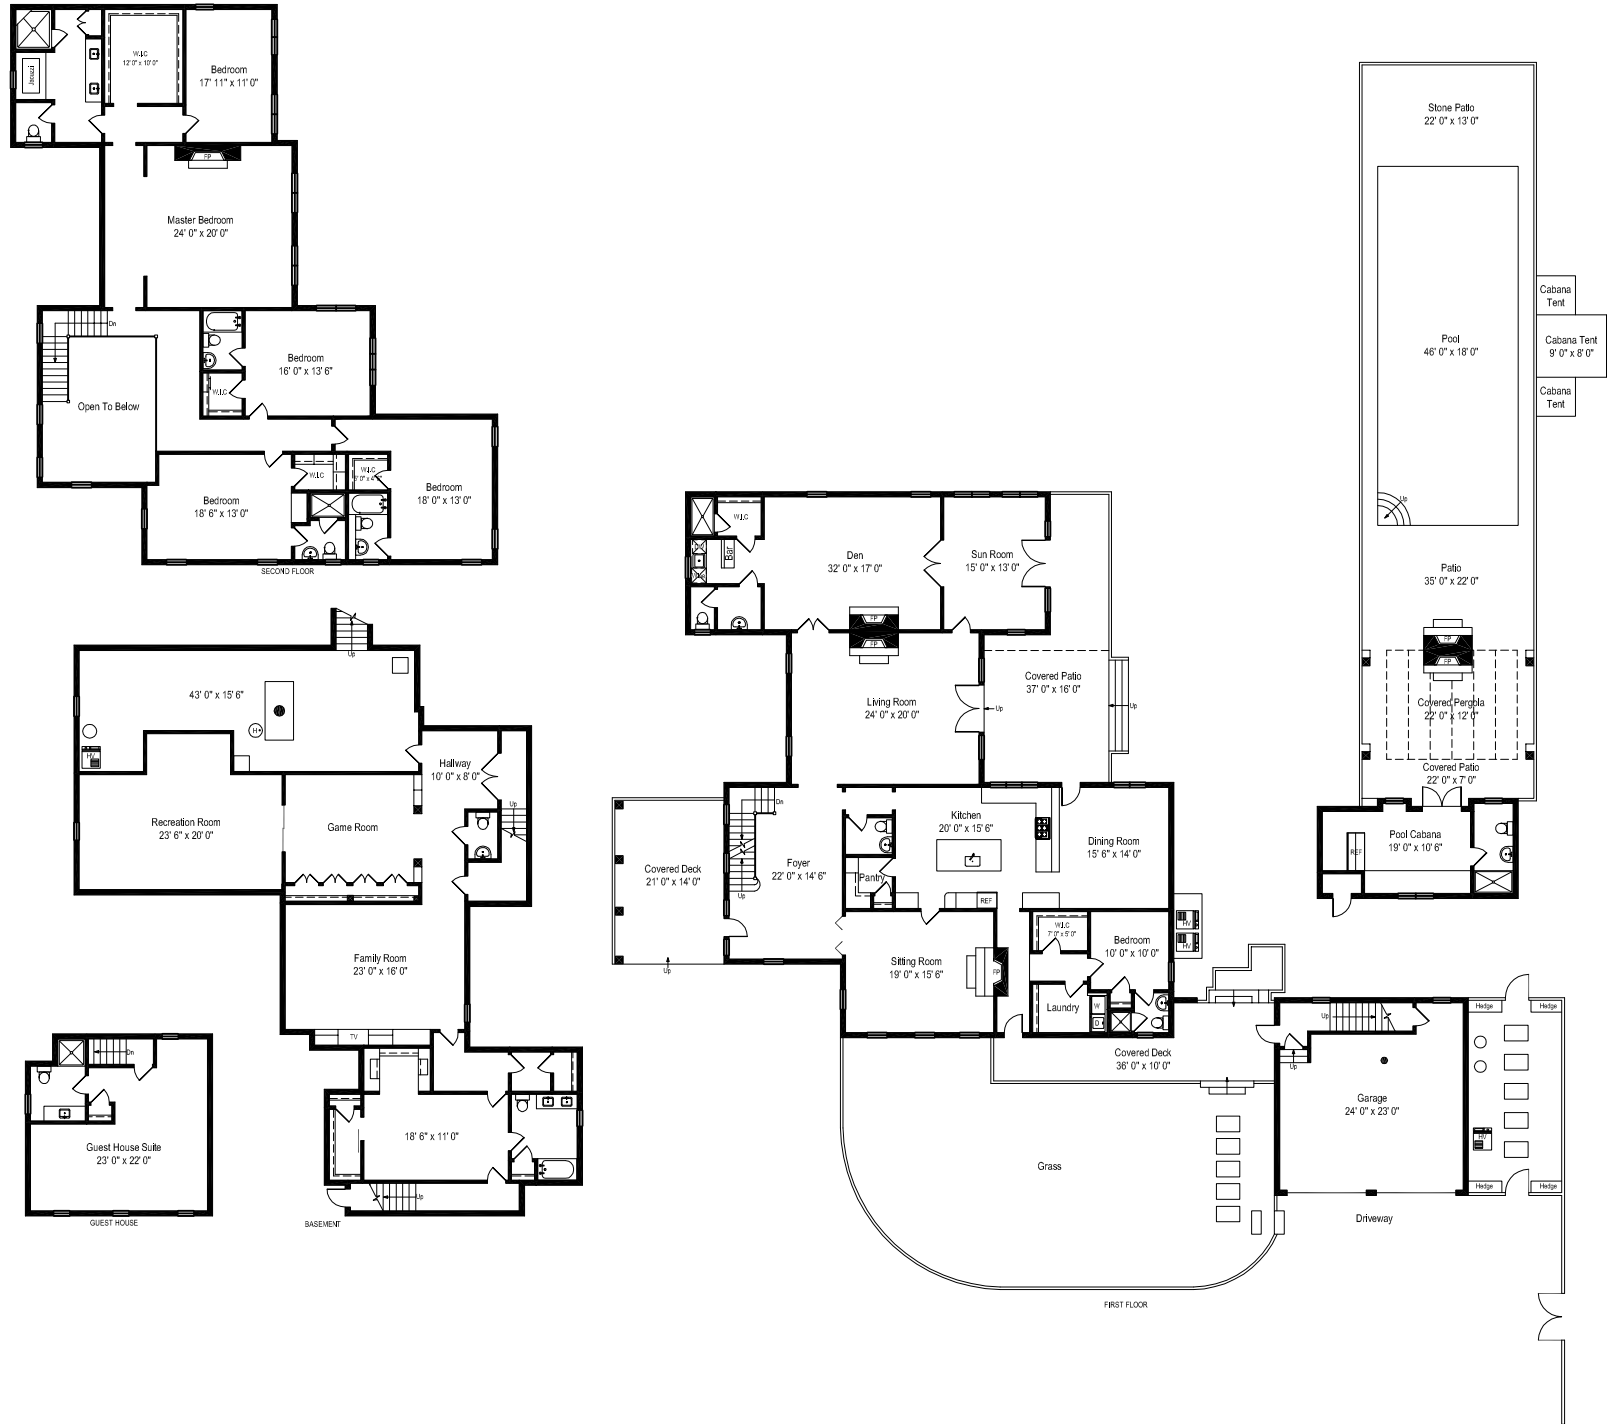 W.I.C
12' 0" x 10' 0"
Bedroom
17' 11" x 11' 0"
Jacuzzi
FP
Master Bedroom
24' 0" x 20' 0"
Dn
Bedroom
16' 0" x 13' 6"
W.I.C
Open To Below
W.I.C
W.I.C
Bedroom
18' 6" x 13' 0"
Bedroom
18' 0" x 13' 0"
SECOND FLOOR
Up
43' 0" x 15' 6"
H
HV
Hallway
10' 0" x 8' 0"
Up
Recreation Room
23' 6" x 20' 0"
Game Room
Family Room
23' 0" x 16' 0"
TV
18' 6" x 11' 0"
Up
BASEMENT
Dn
Guest House Suite
23' 0" x 22' 0"
GUEST HOUSE
W.I.C
Bar
Den
32' 0" x 17' 0"
Sun Room
15' 0" x 13' 0"
FP
FP
Living Room
24' 0" x 20' 0"
Up
Covered Patio
37' 0" x 16' 0"
Up
Dn
Covered Deck
21' 0" x 14' 0"
Up
Foyer
22' 0" x 14' 6"
Up
Kitchen
20' 0" x 15' 6"
Pantry
REF
Dining Room
15' 6" x 14' 0"
Sitting Room
19' 0" x 15' 6"
FP
W.I.C
7' 0" x 5' 0"
Bedroom
10' 0" x 10' 0"
Laundry
W
D
HV
HV
Covered Deck
36' 0" x 10' 0"
Up
Up
Garage
24' 0" x 23' 0"
Hedge
Hedge
HV
Hedge
Hedge
Grass
Driveway
FIRST FLOOR
Stone Patio
22' 0" x 13' 0"
Pool
46' 0" x 18' 0"
Up
Cabana
Tent
Cabana Tent
9' 0" x 8' 0"
Cabana
Tent
Patio
35' 0" x 22' 0"
FP
FP
Covered Pergola
22' 0" x 12' 0"
Covered Patio
22' 0" x 7' 0"
Pool Cabana
19' 0" x 10' 6"
REF